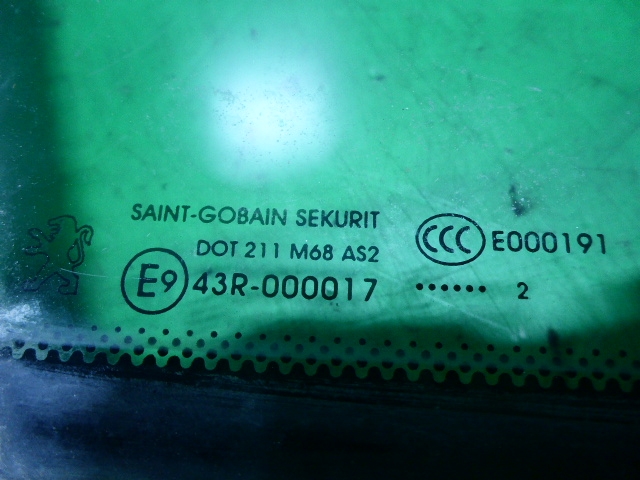 SAINT-GOBAIN SEKURIT
DOT 211 M68 AS2
E9 43R-000017
CCC E000191
•••••• 2